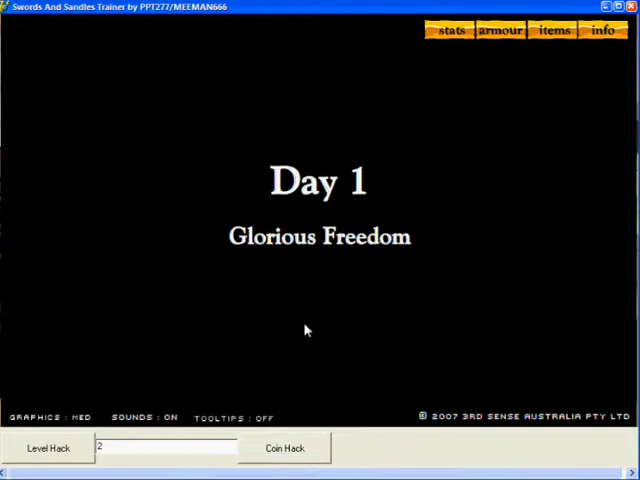 Swords And Sandles Trainer by PPT277/MEEMAN666
stats armour items info
Day 1
Glorious Freedom
GRAPHICS : MED SOUNDS : ON TOOLTIPS : OFF © 2007 3RD SENSE AUSTRALIA PTY LTD
Level Hack 2 Coin Hack